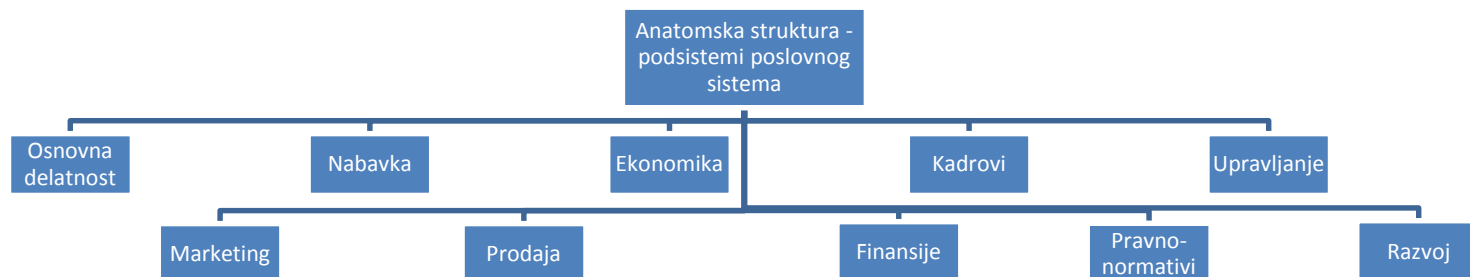 Anatomska struktura -
podsistemi poslovnog
sistema
Osnovna
delatnost
Nabavka
Ekonomika
Kadrovi
Upravljanje
Marketing
Prodaja
Finansije
Pravno-
normativi
Razvoj